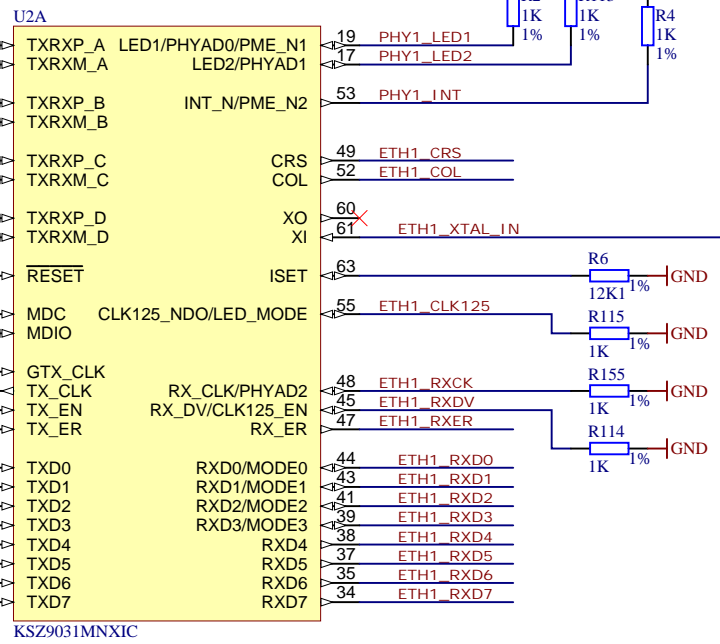 U2A
1K
1%
1K
1%
R4
1K
1%
TXRXP_A LED1/PHYAD0/PME_N1 19 PHY1_LED1
TXRXM_A LED2/PHYAD1 17 PHY1_LED2
TXRXP_B INT_N/PME_N2 53 PHY1_INT
TXRXM_B
TXRXP_C CRS 49 ETH1_CRS
TXRXM_C COL 52 ETH1_COL
TXRXP_D XO 60
TXRXM_D XI 61 ETH1_XTAL_IN
RESET ISET 63 R6 12K1 1% GND
MDC CLK125_NDO/LED_MODE 55 ETH1_CLK125
MDIO R115 1K 1% GND
GTX_CLK
TX_CLK RX_CLK/PHYAD2 48 ETH1_RXCK R155 1K 1% GND
TX_EN RX_DV/CLK125_EN 45 ETH1_RXDV
TX_ER RX_ER 47 ETH1_RXER
R114 1K 1% GND
TXD0 RXD0/MODE0 44 ETH1_RXD0
TXD1 RXD1/MODE1 43 ETH1_RXD1
TXD2 RXD2/MODE2 41 ETH1_RXD2
TXD3 RXD3/MODE3 39 ETH1_RXD3
TXD4 RXD4 38 ETH1_RXD4
TXD5 RXD5 37 ETH1_RXD5
TXD6 RXD6 35 ETH1_RXD6
TXD7 RXD7 34 ETH1_RXD7
KSZ9031MNXIC